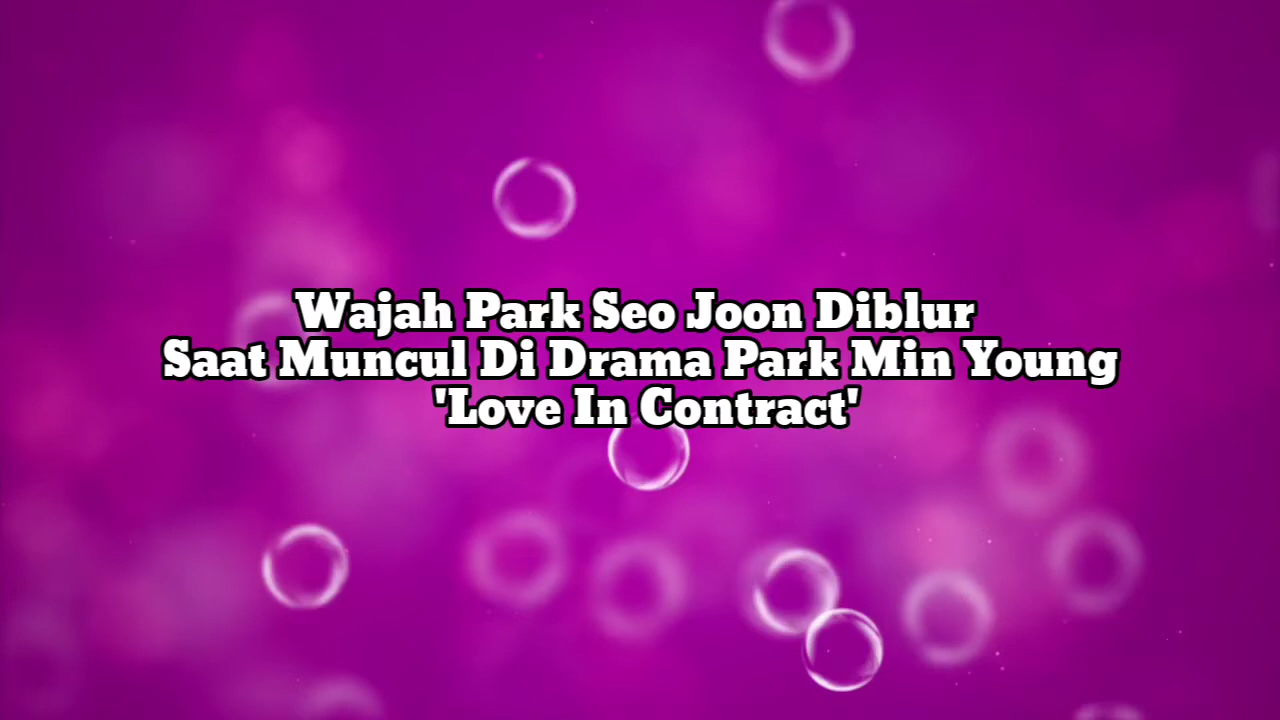 Wajah Park Seo Joon Diblur
Saat Muncul Di Drama Park Min Young
'Love In Contract'